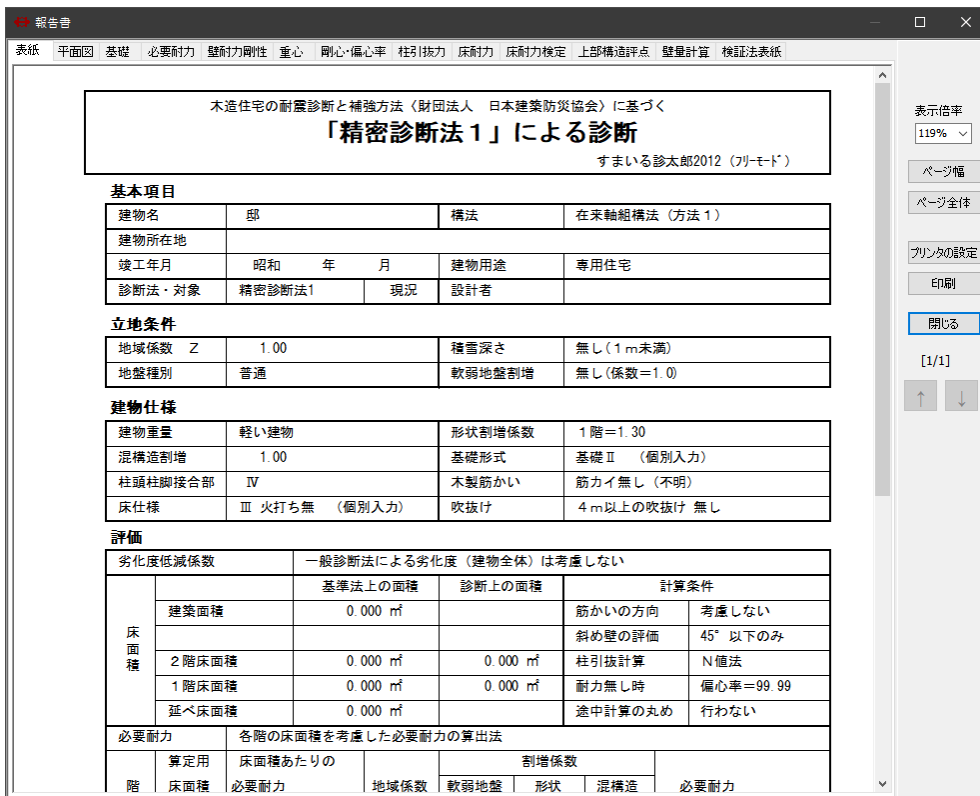 報告書
表紙 平面図 基礎 必要耐力 壁耐力剛性 重心 剛心・偏心率 柱引抜力 床耐力 床耐力検定 上部構造評点 壁量計算 検証法表紙
木造住宅の耐震診断と補強方法〈財団法人 日本建築防災協会〉に基づく
「精密診断法1」による診断
すまいる診太郎2012(フリーモード)
基本項目
建物名 邸 構法 在来軸組構法(方法1)
建物所在地
竣工年月 昭和 年 月 建物用途 専用住宅
診断法・対象 精密診断法1 現況 設計者
立地条件
地域係数 Z 1.00 積雪深さ 無し(1m未満)
地盤種別 普通 軟弱地盤割増 無し(係数=1.0)
建物仕様
建物重量 軽い建物 形状割増係数 1階=1.30
混構造割増 1.00 基礎形式 基礎Ⅱ (個別入力)
柱頭柱脚接合部 Ⅳ 木製筋かい 筋カイ無し(不明)
床仕様 Ⅲ 火打ち無 (個別入力) 吹抜け 4m以上の吹抜け 無し
評価
劣化度低減係数 一般診断法による劣化度(建物全体)は考慮しない
床面積
基準法上の面積 診断上の面積 計算条件
建築面積 0.000 ㎡ 筋かいの方向 考慮しない
斜め壁の評価 45°以下のみ
2階床面積 0.000 ㎡ 0.000 ㎡ 柱引抜計算 N値法
1階床面積 0.000 ㎡ 0.000 ㎡ 耐力無し時 偏心率=99.99
延べ床面積 0.000 ㎡ 途中計算の丸め 行わない
必要耐力 各階の床面積を考慮した必要耐力の算出法
算定用 床面積あたりの 割増係数
階 床面積 必要耐力 地域係数 軟弱地盤 形状 混構造 必要耐力
表示倍率
119%
ページ幅
ページ全体
プリンタの設定
印刷
閉じる
[1/1]
↑ ↓